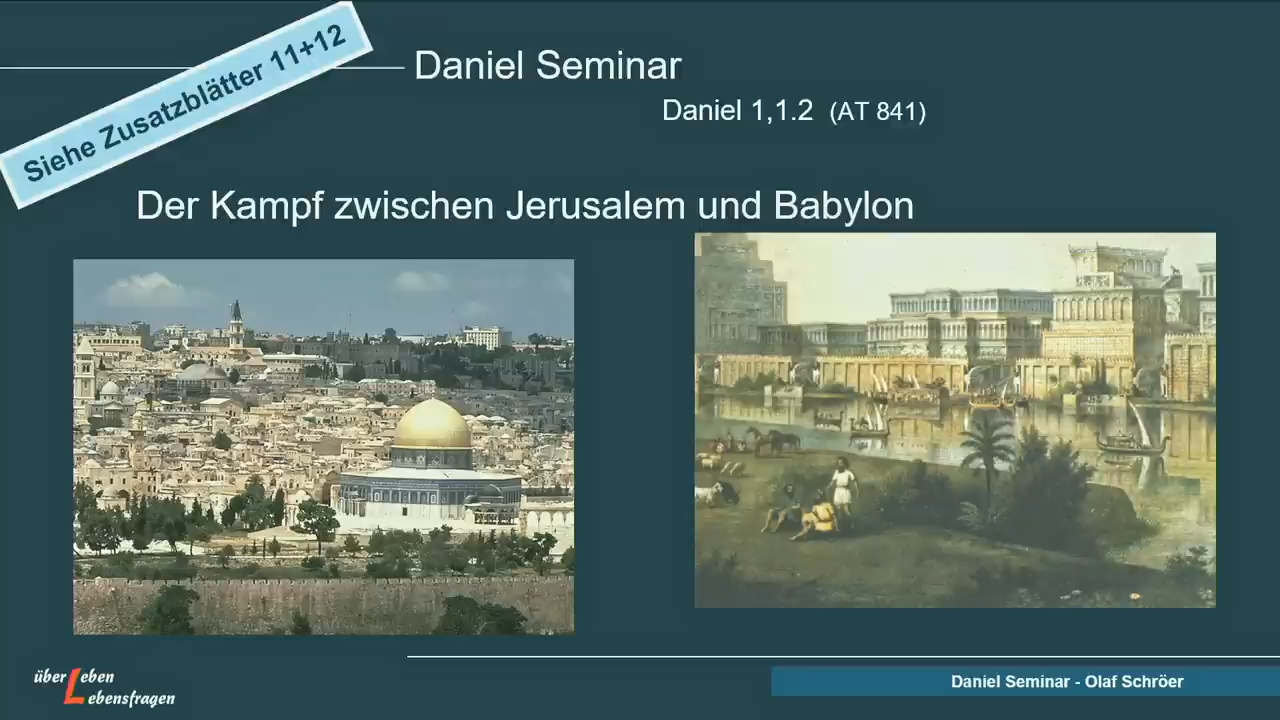 Siehe Zusatzblätter 11+12
Daniel Seminar
Daniel 1,1.2 (AT 841)
Der Kampf zwischen Jerusalem und Babylon
über Leben
Lebensfragen
Daniel Seminar - Olaf Schröer